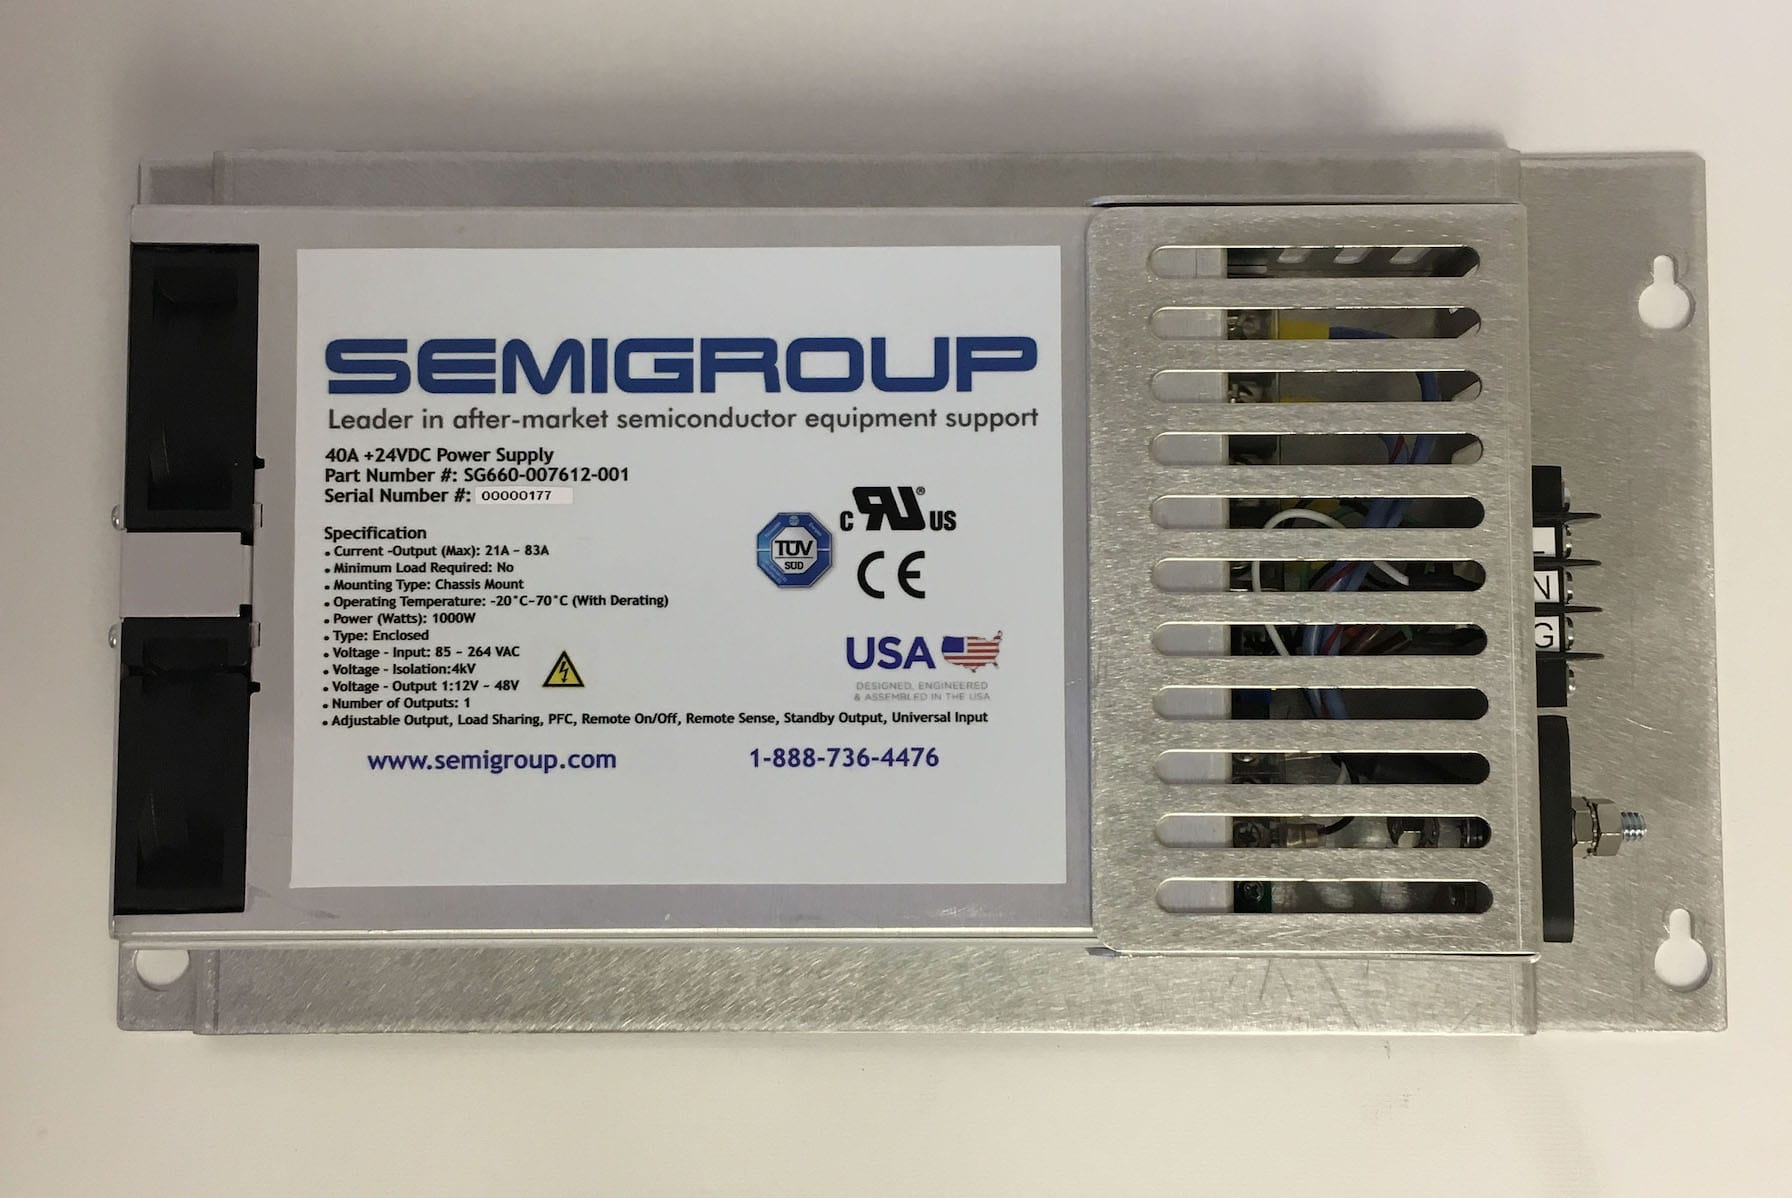 SEMIGROUP
Leader in after-market semiconductor equipment support
40A +24VDC Power Supply
Part Number #: SG660-007612-001
Serial Number #: 00000177
Specification
• Current -Output (Max): 21A ~ 83A
• Minimum Load Required: No
• Mounting Type: Chassis Mount
• Operating Temperature: -20°C~70°C (With Derating)
• Power (Watts): 1000W
• Type: Enclosed
• Voltage - Input: 85 ~ 264 VAC
• Voltage - Isolation:4kV
• Voltage - Output 1:12V ~ 48V
• Number of Outputs: 1
• Adjustable Output, Load Sharing, PFC, Remote On/Off, Remote Sense, Standby Output, Universal Input
TÜV
SÜD
c RU® US
CE
USA
DESIGNED, ENGINEERED
& ASSEMBLED IN THE USA
www.semigroup.com 1-888-736-4476
L
N
G